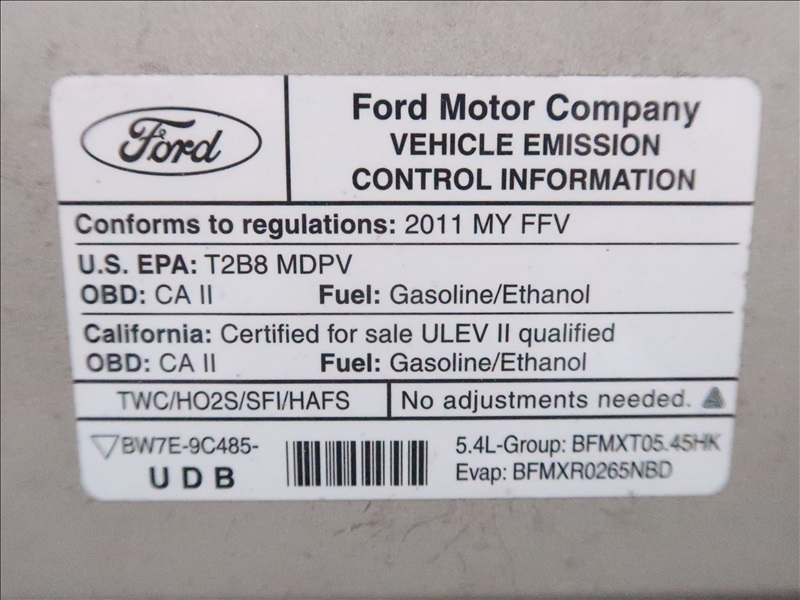 Ford
Ford Motor Company
VEHICLE EMISSION
CONTROL INFORMATION
Conforms to regulations: 2011 MY FFV
U.S. EPA: T2B8 MDPV
OBD: CA II Fuel: Gasoline/Ethanol
California: Certified for sale ULEV II qualified
OBD: CA II Fuel: Gasoline/Ethanol
TWC/HO2S/SFI/HAFS No adjustments needed.
BW7E-9C485-
UDB
5.4L-Group: BFMXT05.45HK
Evap: BFMXR0265NBD